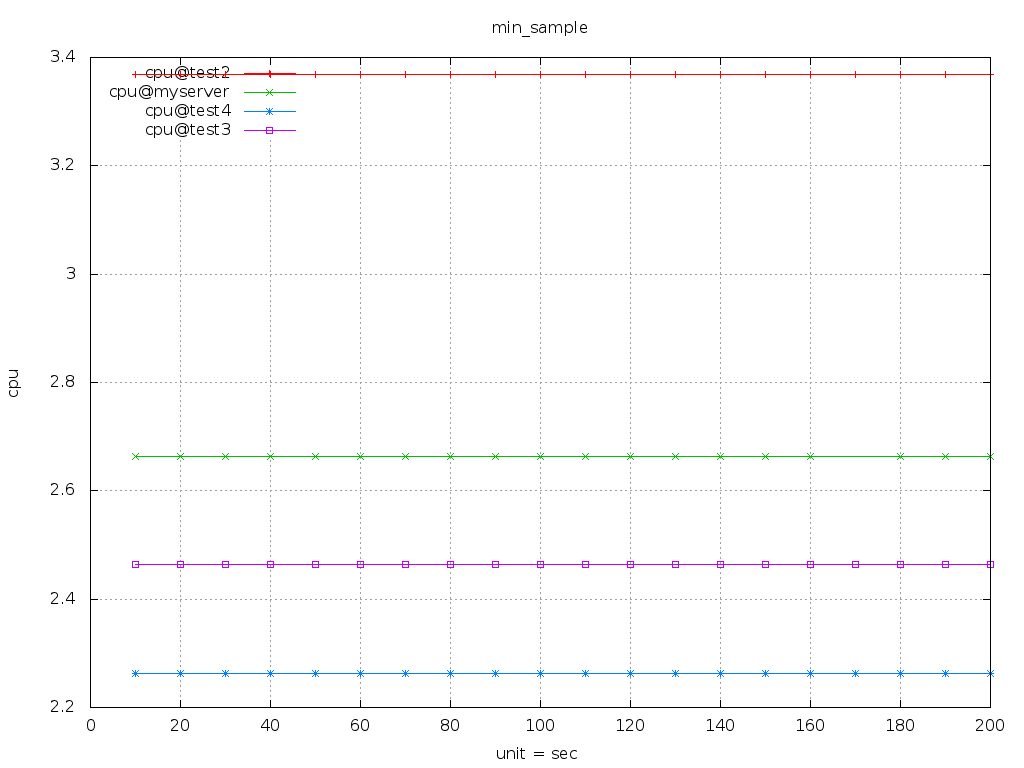 min_sample
3.4
3.2
3
2.8
2.6
2.4
2.2
cpu
cpu@test2
cpu@myserver
cpu@test4
cpu@test3
0 20 40 60 80 100 120 140 160 180 200
unit = sec